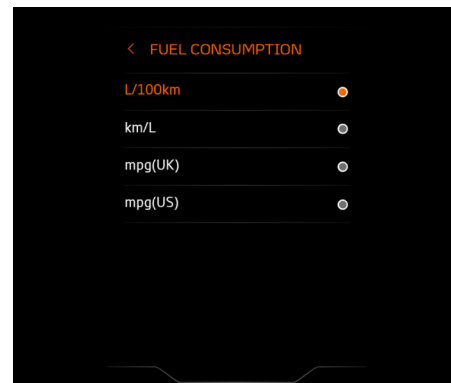 < FUEL CONSUMPTION
L/100km
km/L
mpg(UK)
mpg(US)